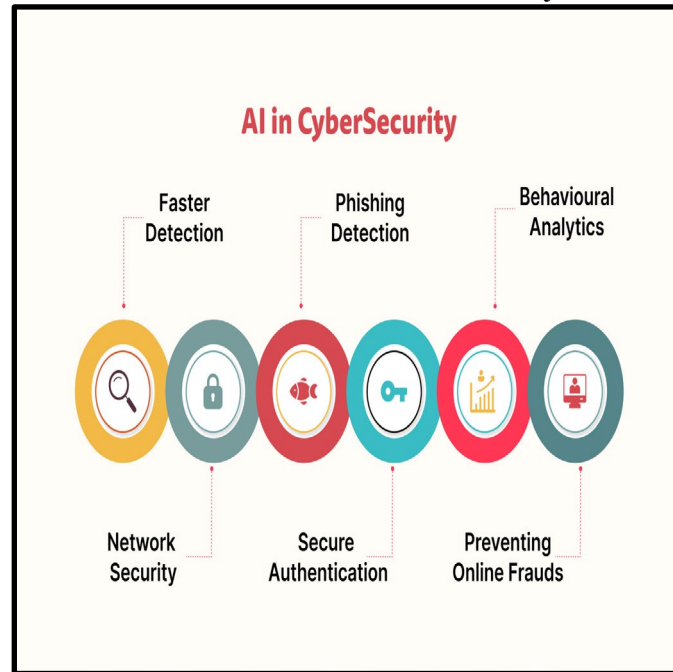 AI in CyberSecurity
Faster
Detection
Phishing
Detection
Behavioural
Analytics
Network
Security
Secure
Authentication
Preventing
Online Frauds